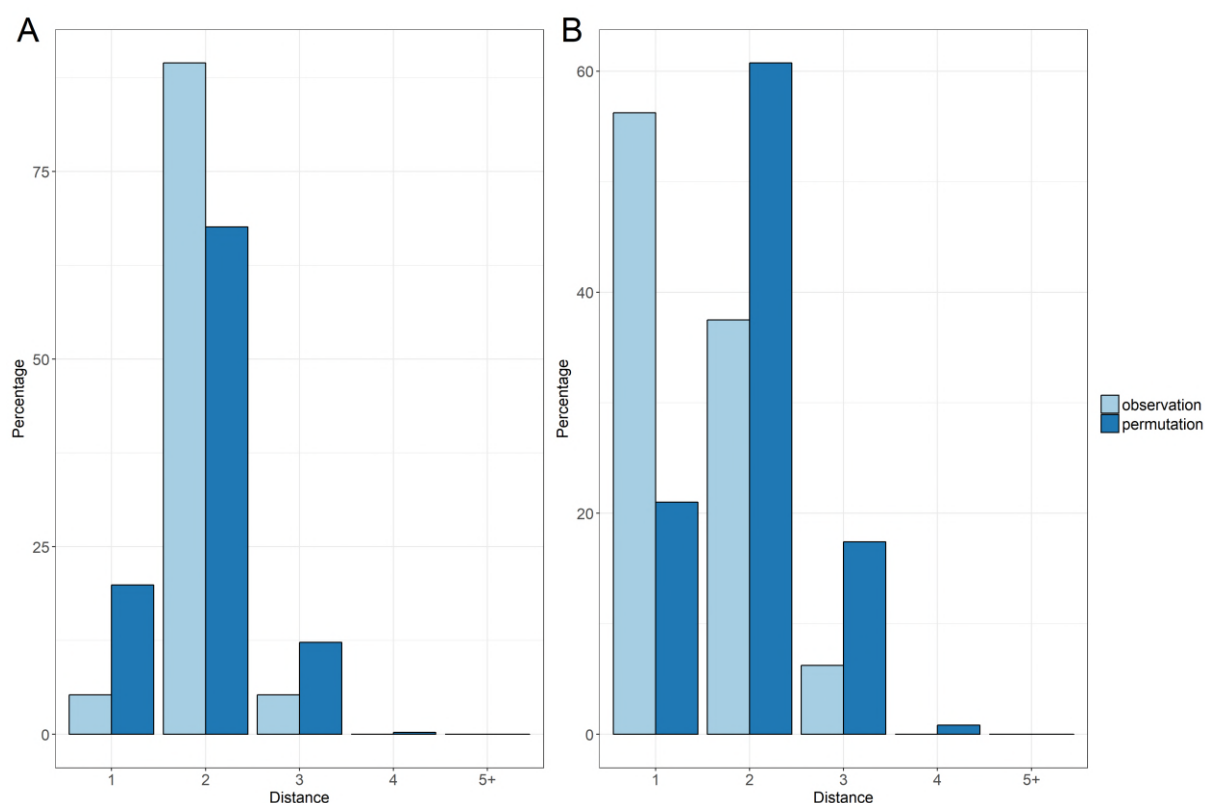 A
Percentage
75
50
25
0
1 2 3 4 5+
Distance
B
Percentage
60
40
20
0
1 2 3 4 5+
Distance
observation
permutation